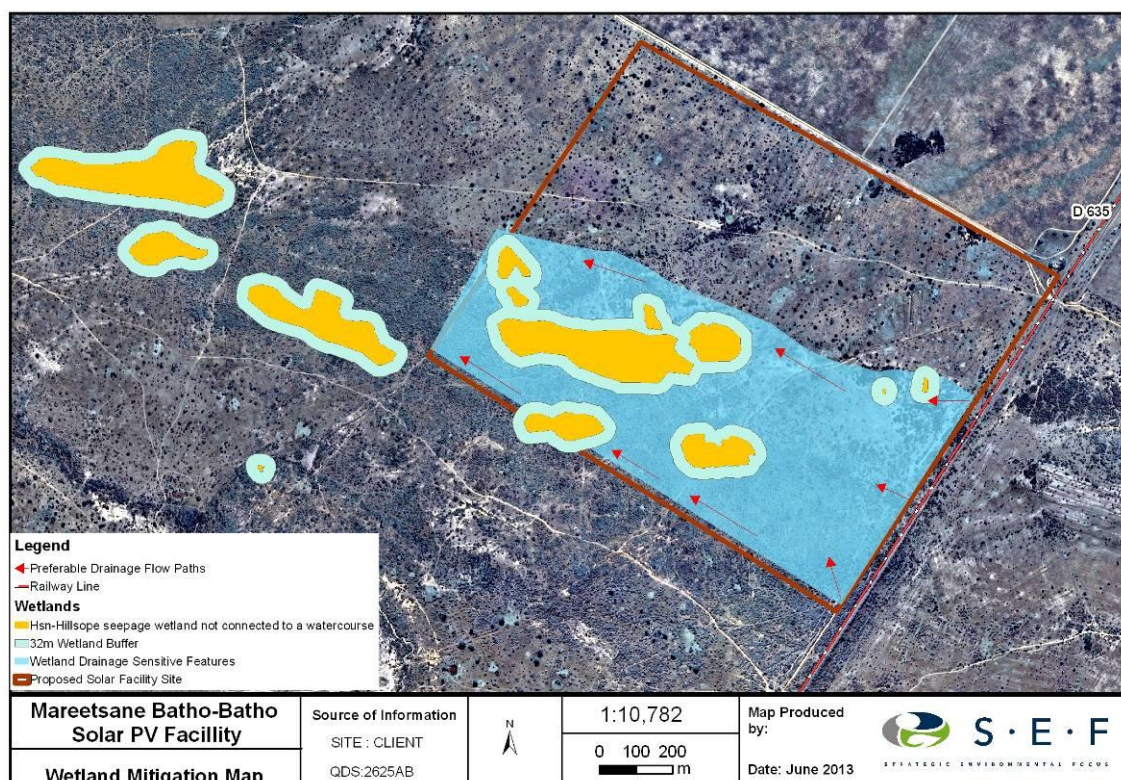 D 635
Legend
Preferable Drainage Flow Paths
Railway Line
Wetlands
Hsn-Hillsope seepage wetland not connected to a watercourse
32m Wetland Buffer
Wetland Drainage Sensitive Features
Proposed Solar Facility Site
Mareetsane Batho-Batho
Solar PV Facillity
Wetland Mitigation Map
Source of Information
SITE : CLIENT
QDS:2625AB
N
1:10,782
0 100 200
m
Map Produced
by:
Date: June 2013
S·E·F
STRATEGIC ENVIRONMENTAL FOCUS